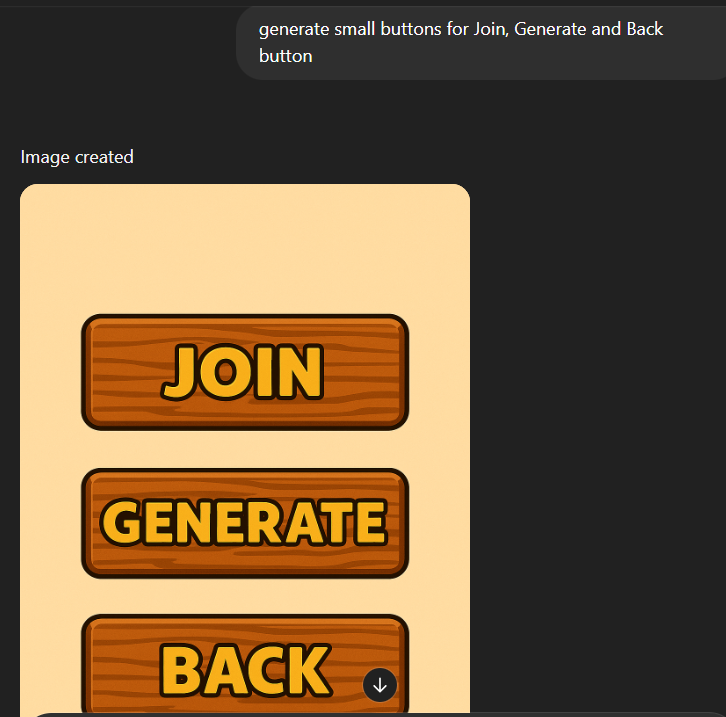 generate small buttons for Join, Generate and Back
button
Image created
JOIN
GENERATE
BACK